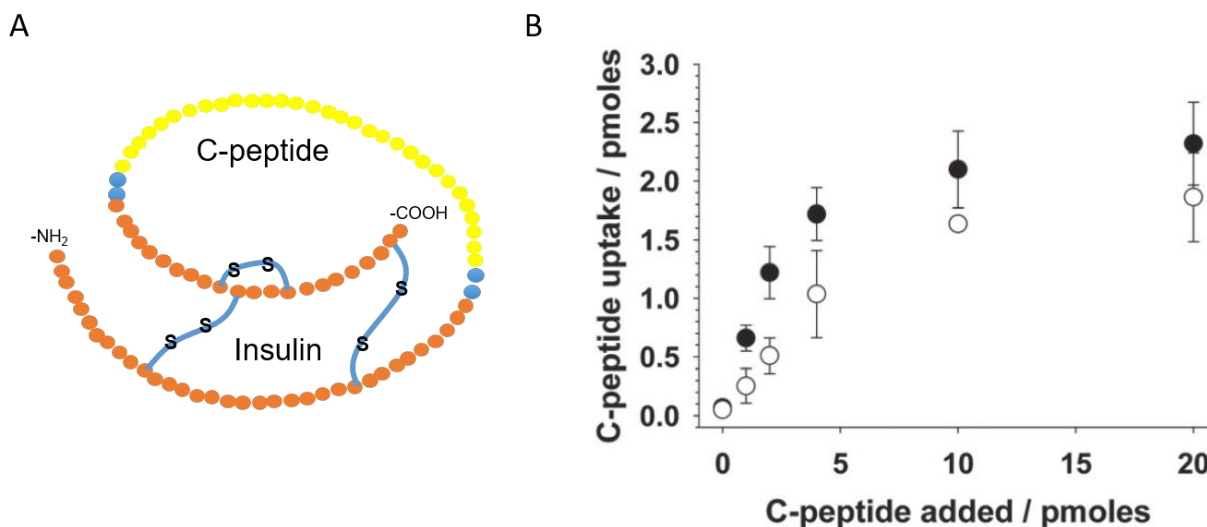 A
C-peptide
-COOH
-NH₂
S S
S
S
S
S
Insulin
B
C-peptide uptake / pmoles
3.0
2.5
2.0
1.5
1.0
0.5
0.0
0 5 10 15 20
C-peptide added / pmoles